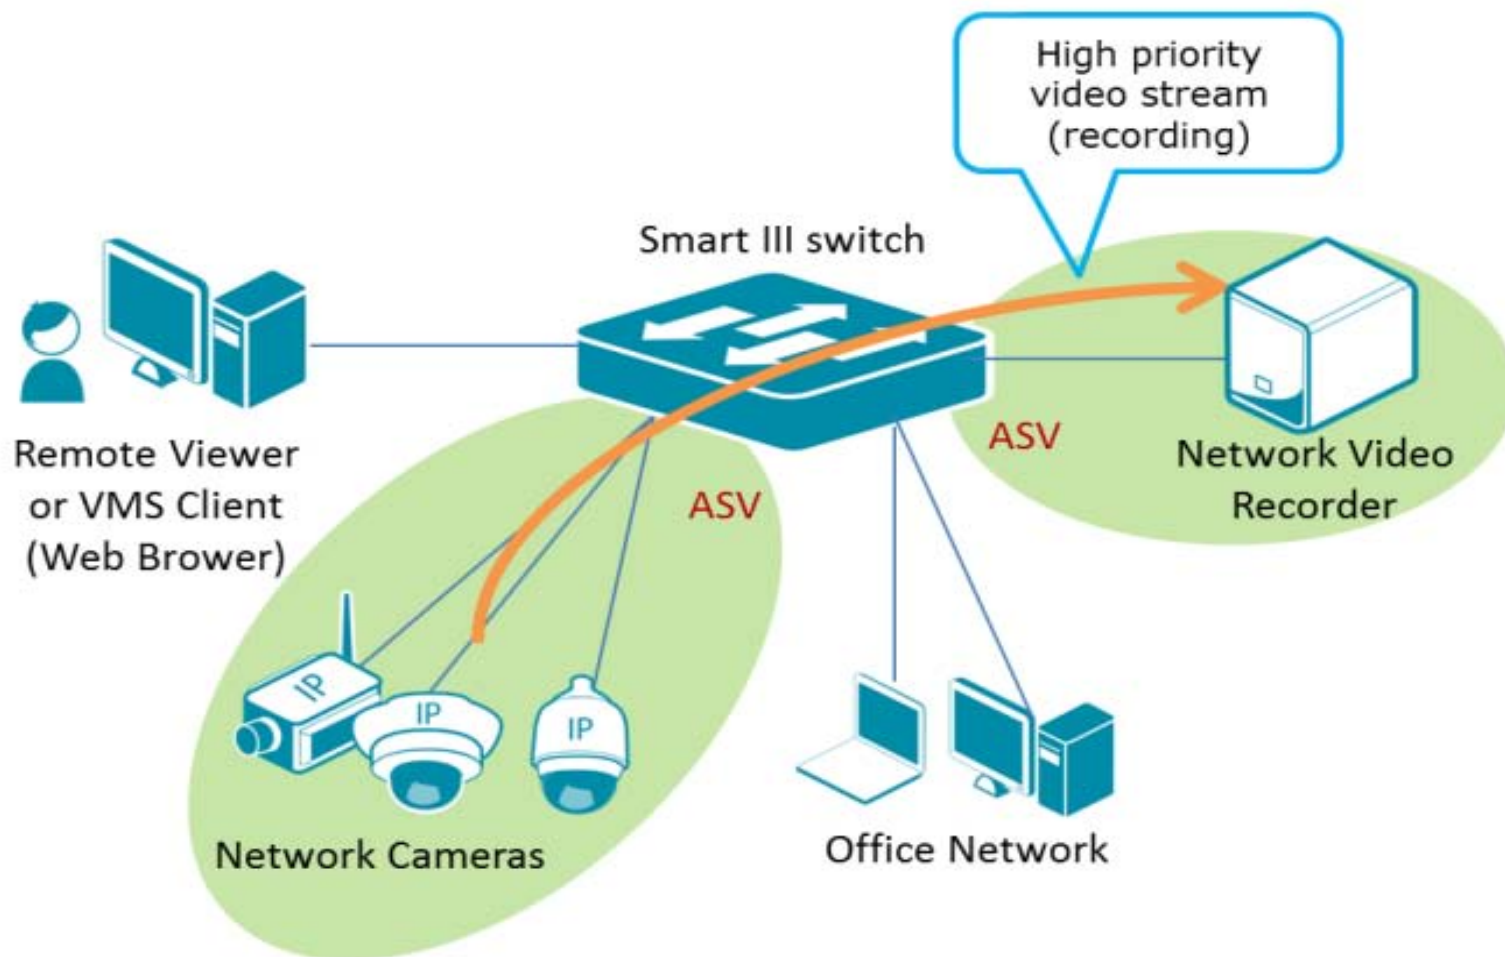 High priority
video stream
(recording)
Smart III switch
Remote Viewer
or VMS Client
(Web Brower)
ASV
ASV
Network Video
Recorder
IP
IP
IP
Network Cameras
Office Network